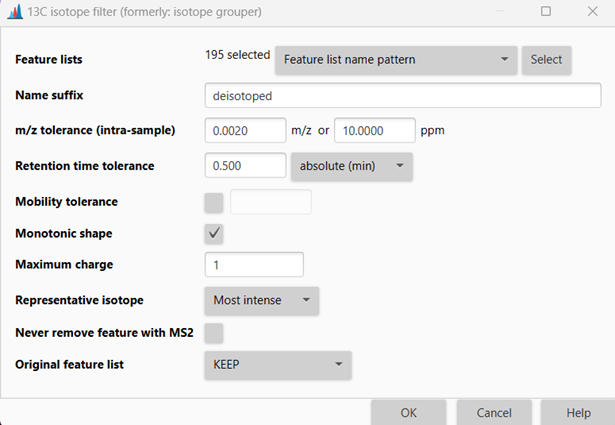 13C isotope filter (formerly: isotope grouper)
Feature lists 195 selected Feature list name pattern Select
Name suffix deisotoped
m/z tolerance (intra-sample) 0.0020 m/z or 10.0000 ppm
Retention time tolerance 0.500 absolute (min)
Mobility tolerance
Monotonic shape
Maximum charge 1
Representative isotope Most intense
Never remove feature with MS2
Original feature list KEEP
OK Cancel Help